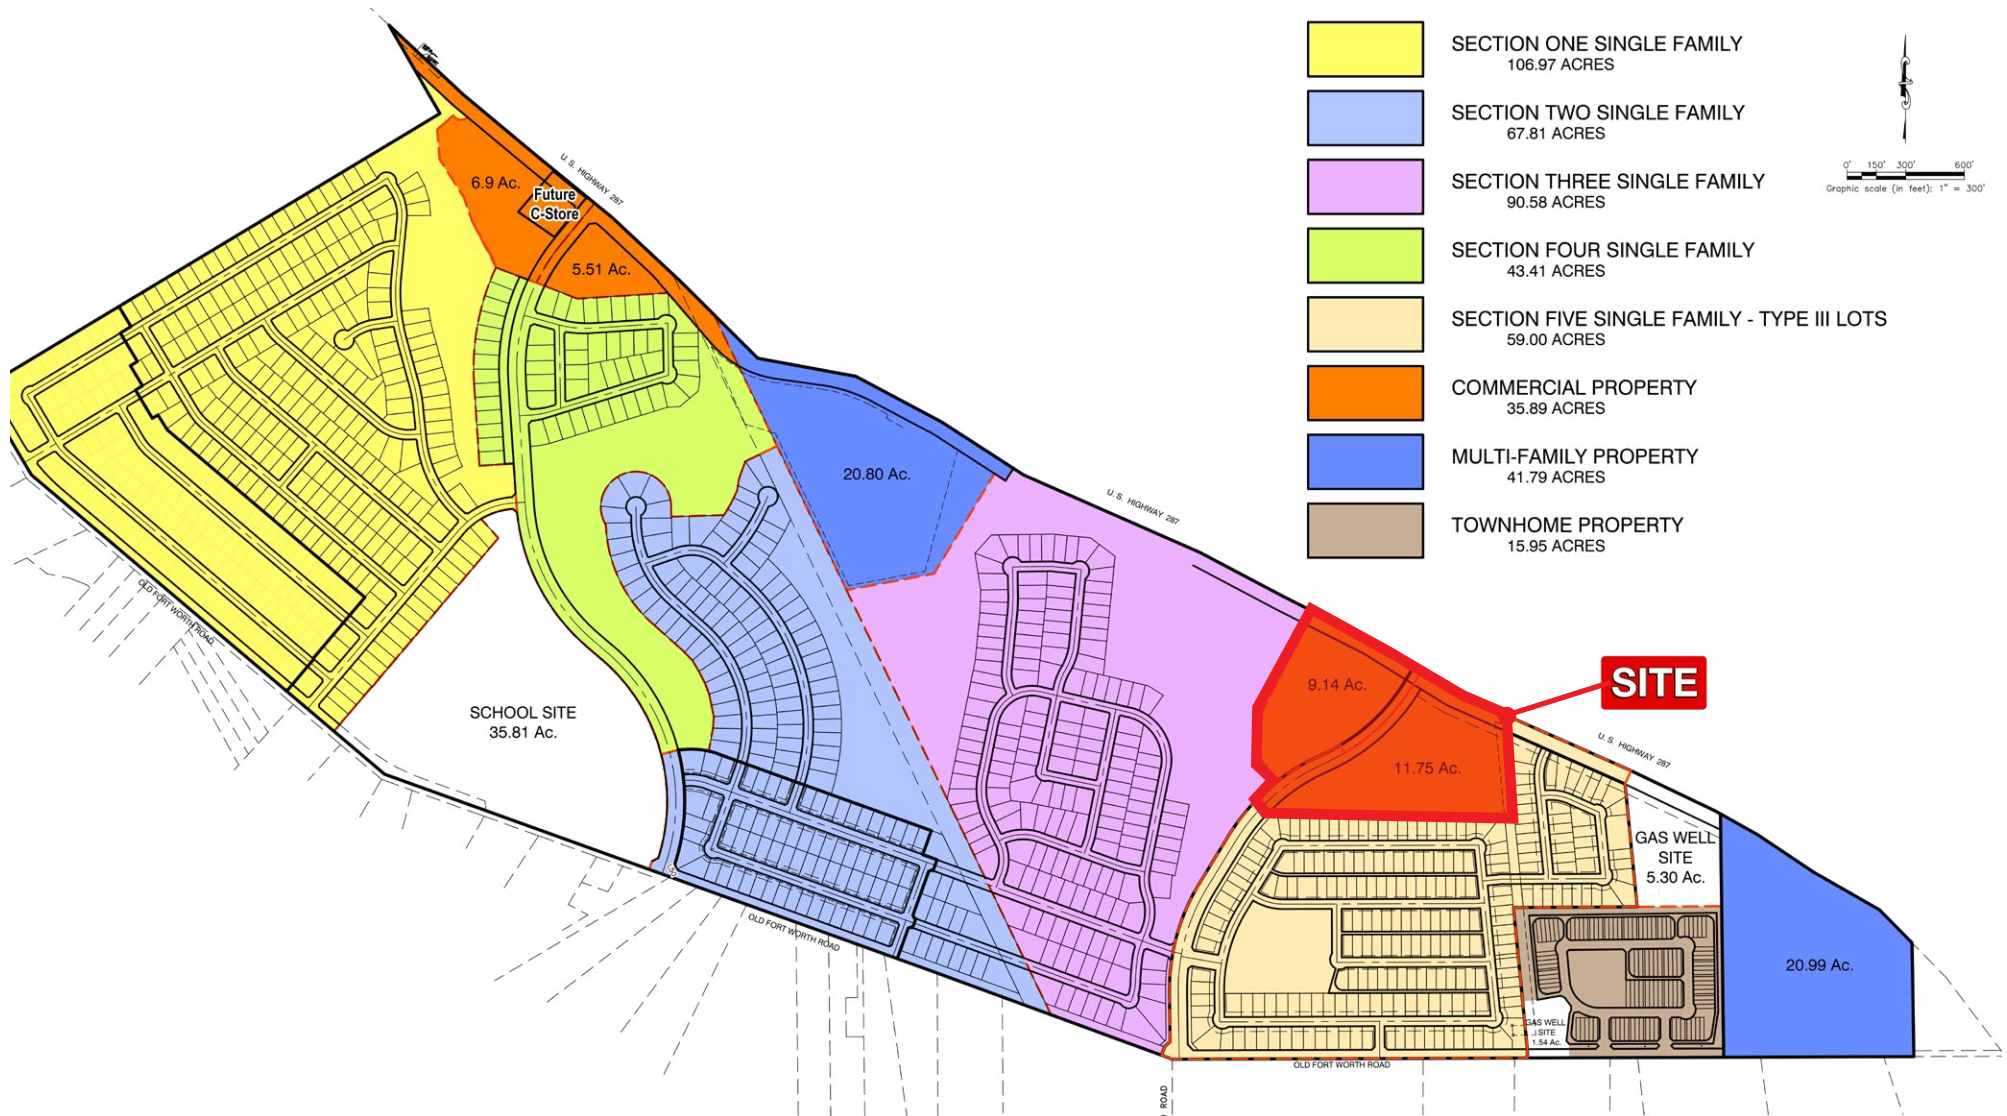 SECTION ONE SINGLE FAMILY
106.97 ACRES
SECTION TWO SINGLE FAMILY
67.81 ACRES
SECTION THREE SINGLE FAMILY
90.58 ACRES
SECTION FOUR SINGLE FAMILY
43.41 ACRES
SECTION FIVE SINGLE FAMILY - TYPE III LOTS
59.00 ACRES
COMMERCIAL PROPERTY
35.89 ACRES
MULTI-FAMILY PROPERTY
41.79 ACRES
TOWNHOME PROPERTY
15.95 ACRES
0' 150' 300' 600'
Graphic scale (in feet): 1" = 300'
U. S. HIGHWAY 287
6.9 Ac.
Future
C-Store
5.51 Ac.
20.80 Ac.
U. S. HIGHWAY 287
OLD FORT WORTH ROAD
SCHOOL SITE
35.81 Ac.
9.14 Ac.
SITE
11.75 Ac.
U. S. HIGHWAY 287
GAS WELL
SITE
5.30 Ac.
OLD FORT WORTH ROAD
20.99 Ac.
GAS WELL
SITE
1.54 Ac.
OLD FORT WORTH ROAD
ROAD